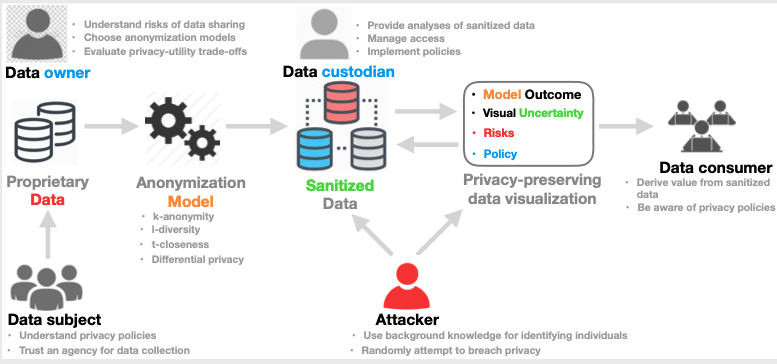 • Understand risks of data sharing
• Choose anonymization models
• Evaluate privacy-utility trade-offs
Data owner
• Provide analyses of sanitized data
• Manage access
• Implement policies
Data custodian
Proprietary
Data
Anonymization
Model
• k-anonymity
• l-diversity
• t-closeness
• Differential privacy
Sanitized
Data
• Model Outcome
• Visual Uncertainty
• Risks
• Policy
Privacy-preserving
data visualization
Data consumer
• Derive value from sanitized
data
• Be aware of privacy policies
Data subject
• Understand privacy policies
• Trust an agency for data collection
Attacker
• Use background knowledge for identifying individuals
• Randomly attempt to breach privacy